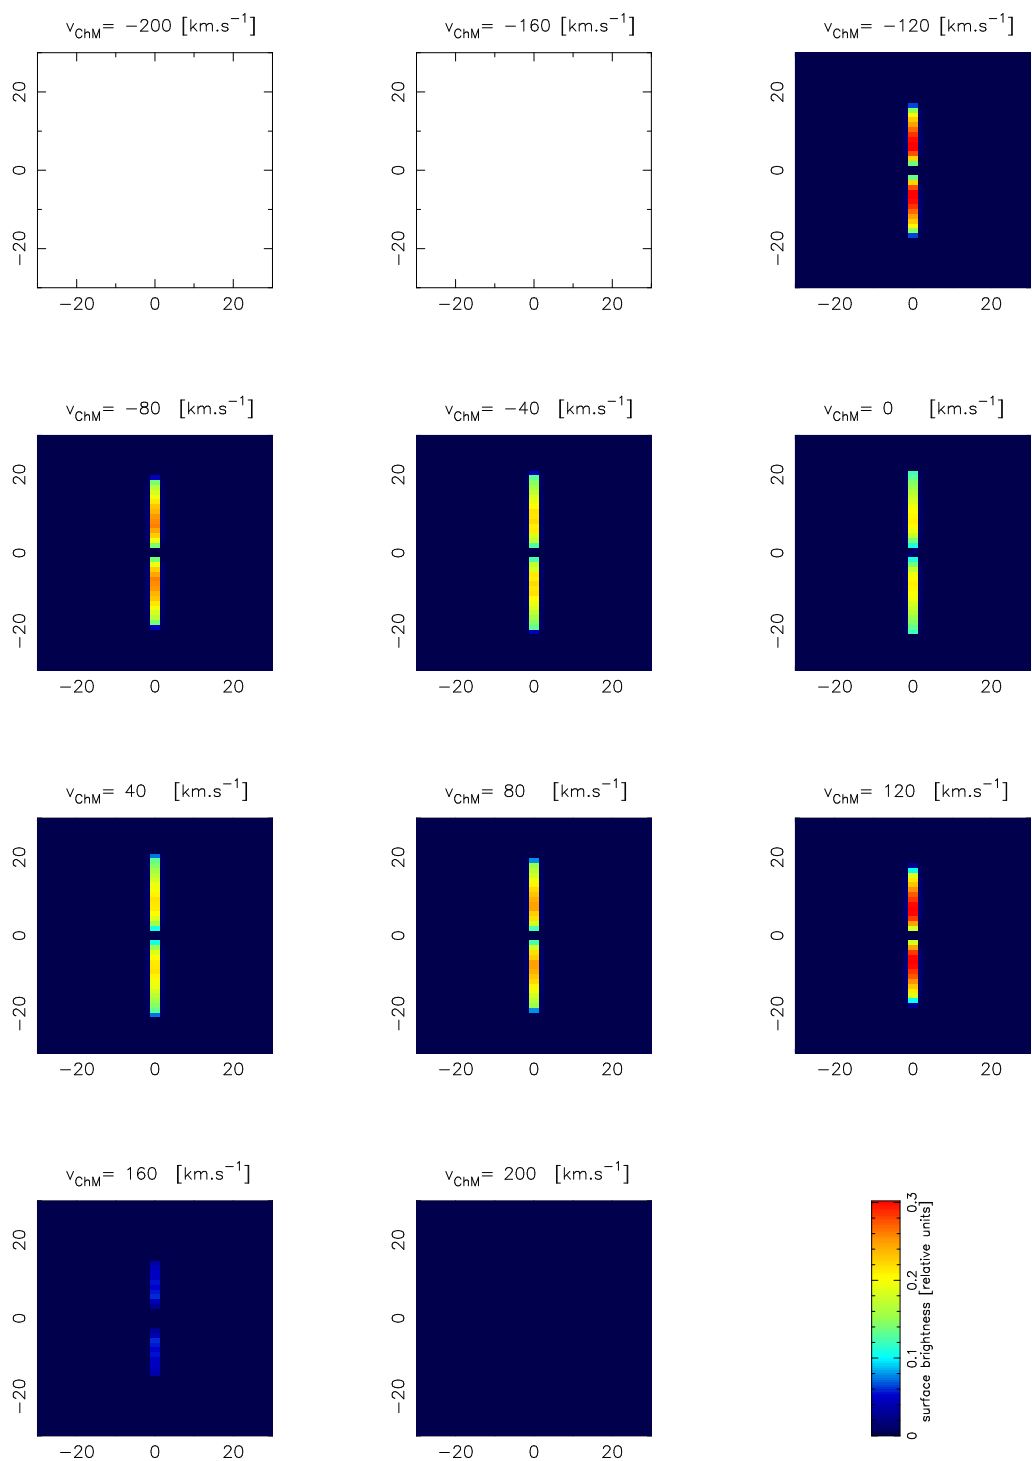 v_ChM= −200 [km.s⁻¹] v_ChM= −160 [km.s⁻¹] v_ChM= −120 [km.s⁻¹]
20 20 20
0 0 0
−20 −20 −20
−20 0 20 −20 0 20 −20 0 20
v_ChM= −80 [km.s⁻¹] v_ChM= −40 [km.s⁻¹] v_ChM= 0 [km.s⁻¹]
20 20 20
0 0 0
−20 −20 −20
−20 0 20 −20 0 20 −20 0 20
v_ChM= 40 [km.s⁻¹] v_ChM= 80 [km.s⁻¹] v_ChM= 120 [km.s⁻¹]
20 20 20
0 0 0
−20 −20 −20
−20 0 20 −20 0 20 −20 0 20
v_ChM= 160 [km.s⁻¹] v_ChM= 200 [km.s⁻¹]
20 20
0 0
−20 −20
−20 0 20 −20 0 20
0 0.1 0.2 0.3
surface brightness [relative units]